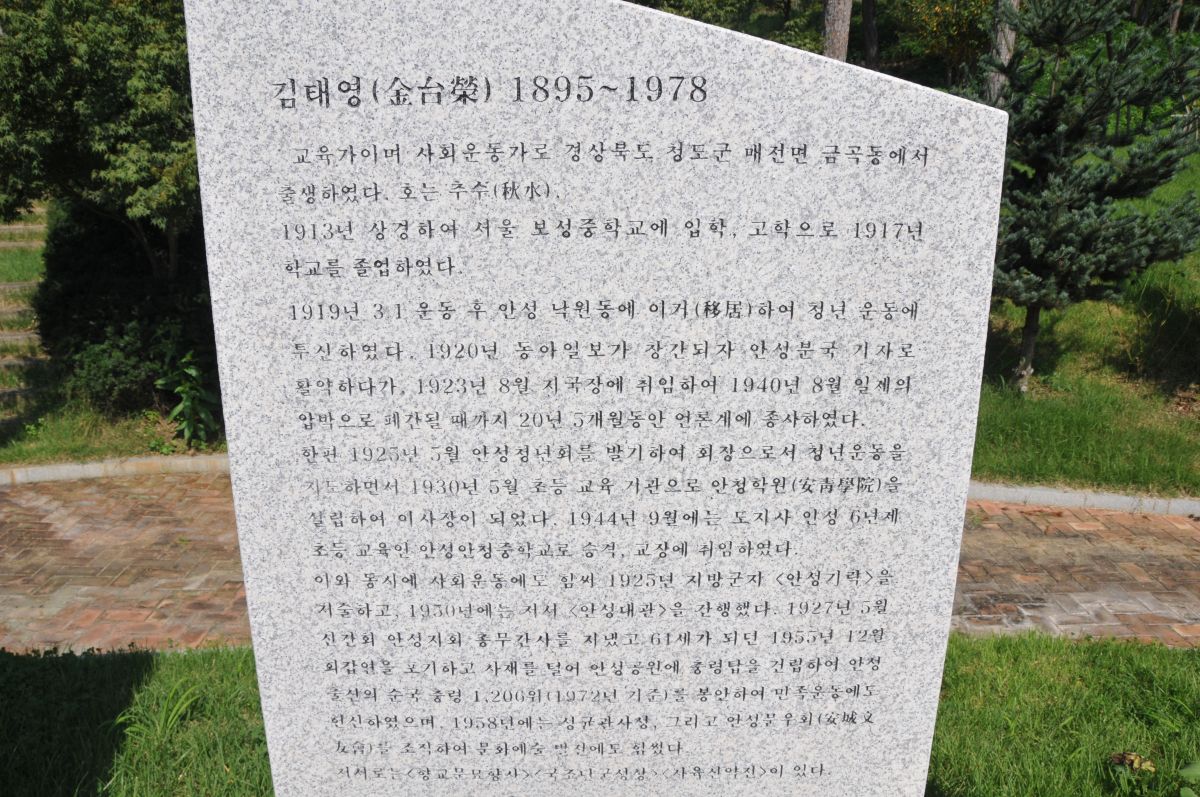 김태영(金台榮) 1895~1978
교육가이며 사회운동가로 경상북도 청도군 매전면 금곡동에서
출생하였다. 호는 추수(秋水).
1913년 상경하여 서울 보성중학교에 입학, 고학으로 1917년
학교를 졸업하였다.
1919년 3.1 운동 후 안성 낙원동에 이거(移居)하여 청년 운동에
투신하였다. 1920년 동아일보가 창간되자 안성분국 기자로
활약하다가, 1923년 8월 지국장에 취임하여 1940년 8월 일제의
압박으로 폐간될 때까지 20년 5개월동안 언론계에 종사하였다.
한편 1925년 5월 안성청년회를 발기하여 회장으로서 청년운동을
지도하면서 1930년 5월 초등 교육 기관으로 안청학원(安靑學院)을
설립하여 이사장이 되었다. 1944년 9월에는 도지사 인정 6년제
초등 교육인 안성안청중학교로 승격, 교장에 취임하였다.
이와 동시에 사회운동에도 힘써 1925년 지방군지 <안성기략>을
저술하고, 1950년에는 저서 <안성대관>을 간행했다. 1927년 5월
신간회 안성지회 총무간사를 지냈고 61세가 되던 1955년 12월
회갑연을 포기하고 사재를 털어 안성공원에 충령탑을 건립하여 안성
출신의 순국 충령 1,206위(1972년 기준)를 봉안하여 민족운동에도
헌신하였으며, 1958년에는 성균관사성, 그리고 안성문우회(安城文
友會)를 조직하여 문화예술 발전에도 힘썼다.
저서로는 <향교문묘향사> <국조단군성상> 이 있다.